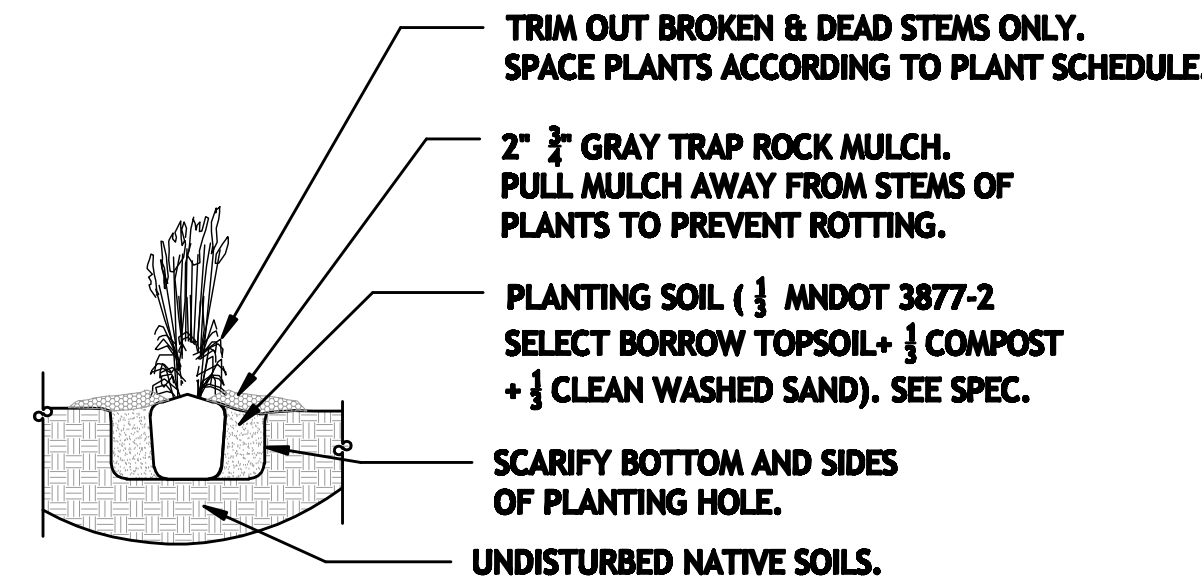 TRIM OUT BROKEN & DEAD STEMS ONLY.
SPACE PLANTS ACCORDING TO PLANT SCHEDULE.
2" ¾" GRAY TRAP ROCK MULCH.
PULL MULCH AWAY FROM STEMS OF
PLANTS TO PREVENT ROTTING.
PLANTING SOIL ( ⅓ MNDOT 3877-2
SELECT BORROW TOPSOIL+ ⅓ COMPOST
+ ⅓ CLEAN WASHED SAND). SEE SPEC.
SCARIFY BOTTOM AND SIDES
OF PLANTING HOLE.
UNDISTURBED NATIVE SOILS.